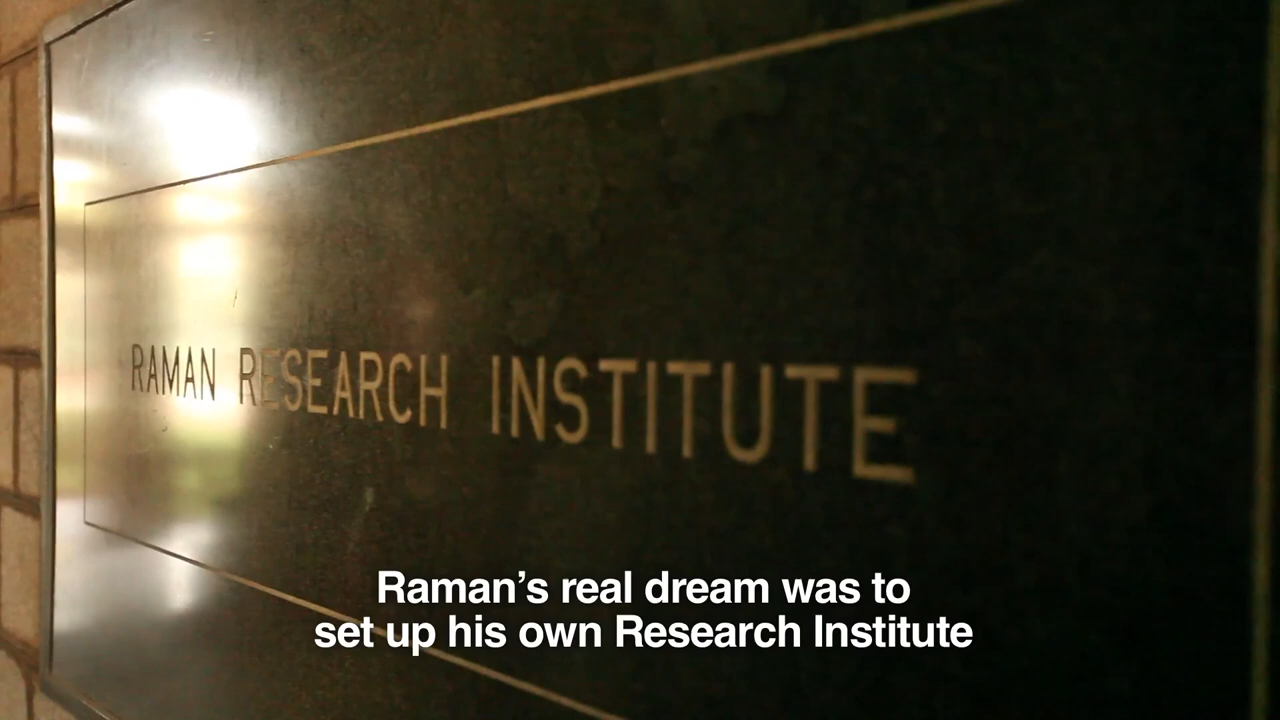 RAMAN RESEARCH INSTITUTE
Raman’s real dream was to
set up his own Research Institute